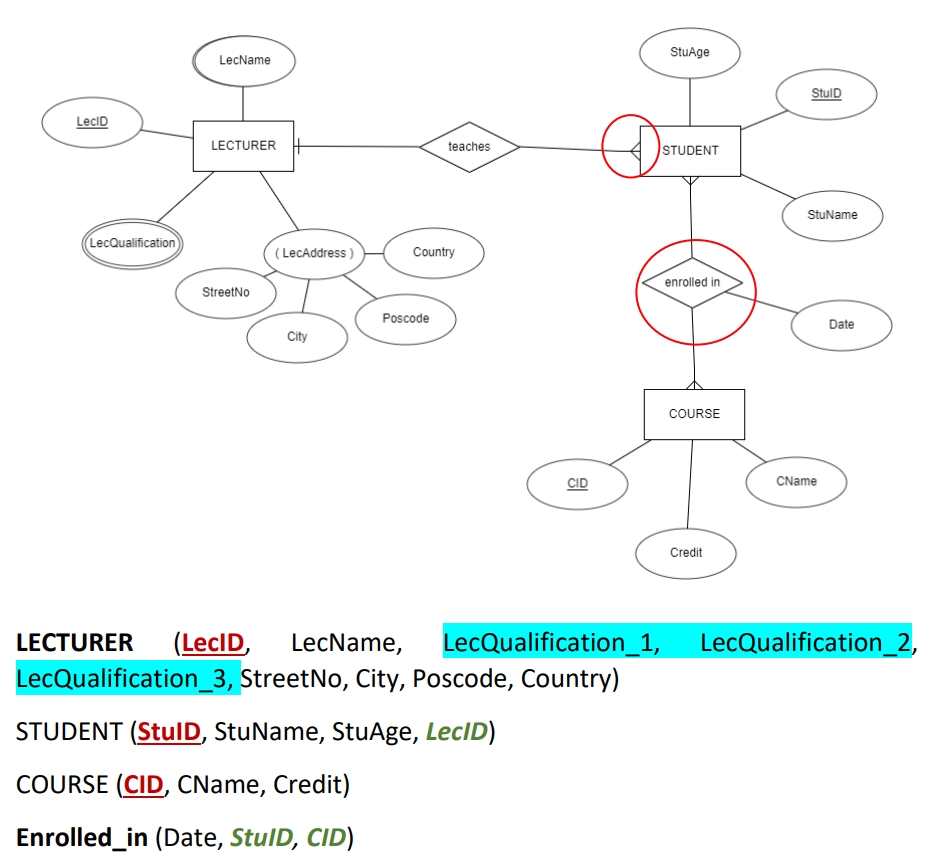 LecName
StuAge
StuID
LecID
LECTURER
teaches
STUDENT
StuName
LecQualification
( LecAddress )
Country
StreetNo
enrolled in
Poscode
City
Date
COURSE
CID
CName
Credit
LECTURER (LecID, LecName, LecQualification_1, LecQualification_2,
LecQualification_3, StreetNo, City, Poscode, Country)
STUDENT (StuID, StuName, StuAge, LecID)
COURSE (CID, CName, Credit)
Enrolled_in (Date, StuID, CID)